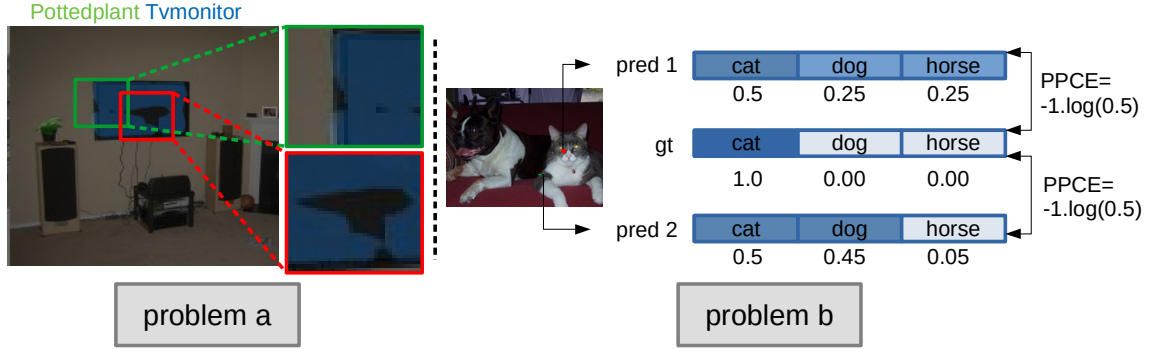 Pottedplant Tvmonitor
problem a
pred 1
cat dog horse
0.5 0.25 0.25
PPCE=
-1.log(0.5)
gt
cat dog horse
1.0 0.00 0.00
PPCE=
-1.log(0.5)
pred 2
cat dog horse
0.5 0.45 0.05
problem b